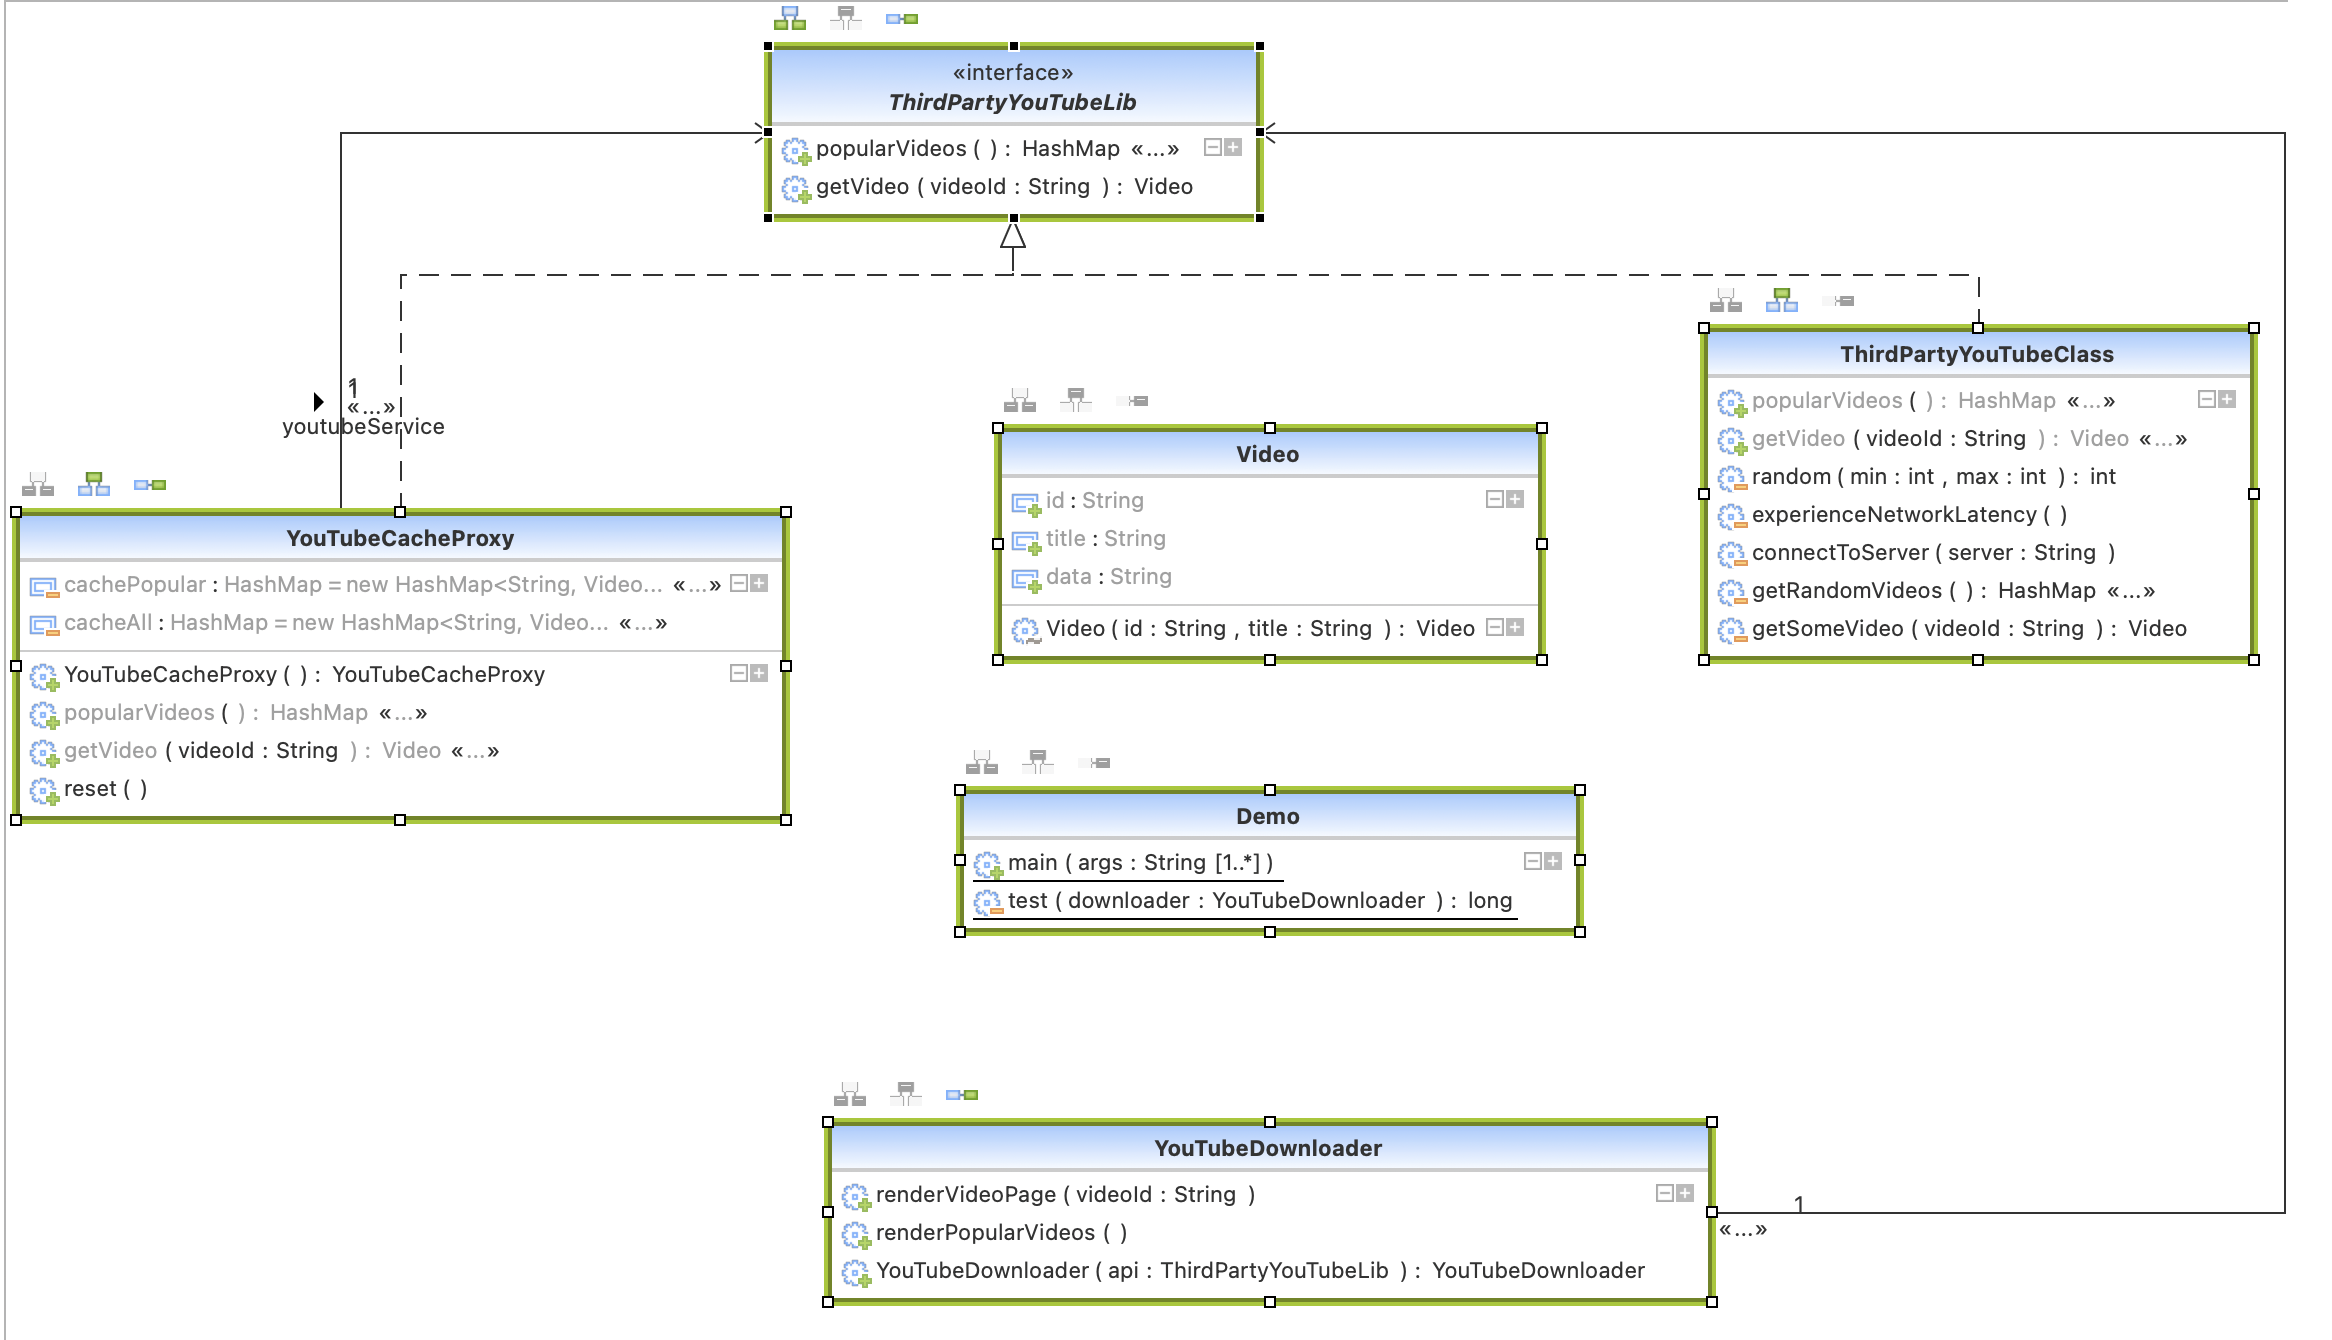 «interface»
ThirdPartyYouTubeLib
popularVideos ( ) : HashMap «...»
getVideo ( videoId : String ) : Video
1
«...»
youtubeService
YouTubeCacheProxy
cachePopular : HashMap = new HashMap<String, Video... «...»
cacheAll : HashMap = new HashMap<String, Video... «...»
YouTubeCacheProxy ( ) : YouTubeCacheProxy
popularVideos ( ) : HashMap «...»
getVideo ( videoId : String ) : Video «...»
reset ( )
Video
id : String
title : String
data : String
Video ( id : String , title : String ) : Video
ThirdPartyYouTubeClass
popularVideos ( ) : HashMap «...»
getVideo ( videoId : String ) : Video «...»
random ( min : int , max : int ) : int
experienceNetworkLatency ( )
connectToServer ( server : String )
getRandomVideos ( ) : HashMap «...»
getSomeVideo ( videoId : String ) : Video
Demo
main ( args : String [1..*] )
test ( downloader : YouTubeDownloader ) : long
YouTubeDownloader
renderVideoPage ( videoId : String )
renderPopularVideos ( )
YouTubeDownloader ( api : ThirdPartyYouTubeLib ) : YouTubeDownloader
1
«...»